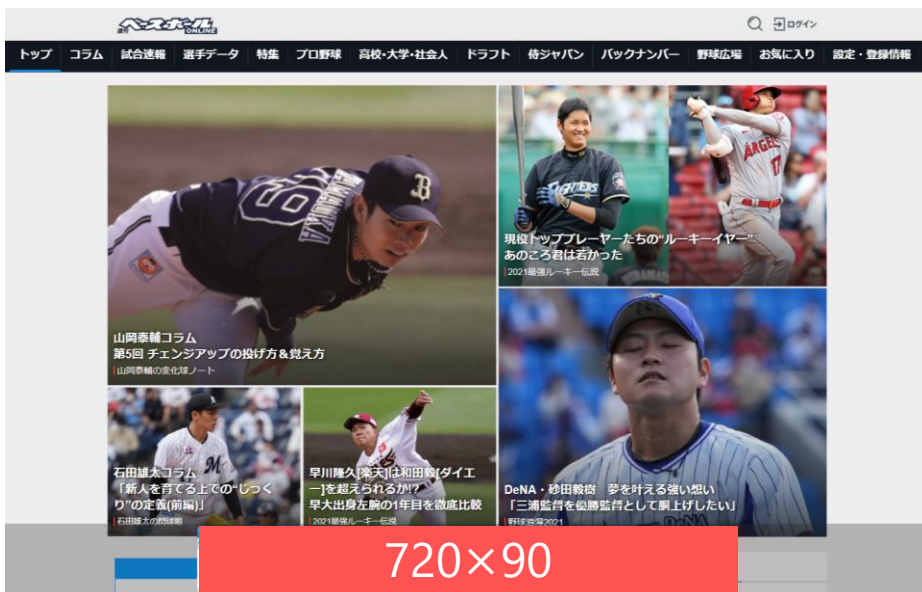 週刊ベースボール
ONLINE
ログイン
トップ コラム 試合速報 選手データ 特集 プロ野球 高校・大学・社会人 ドラフト 侍ジャパン バックナンバー 野球広場 お気に入り 設定・登録情報
B
FIGHTERS
ANGELS
17
現役トッププレーヤーたちの“ルーキーイヤー”
あのころ君は若かった
2021最強ルーキー伝説
山岡泰輔コラム
第5回 チェンジアップの投げ方&覚え方
山岡泰輔の変化球ノート
石田雄太コラム
「新人を育てる上での“じっく
り”の定義(前編)」
石田雄太の閃球眼
早川隆久[楽天]は和田毅[ダイエ
ー]を超えられるか!?
早大出身左腕の1年目を徹底比較
2021最強ルーキー伝説
DeNA・砂田毅樹 夢を叶える強い想い
「三浦監督を優勝監督として胴上げしたい」
野球浪漫2021
720×90